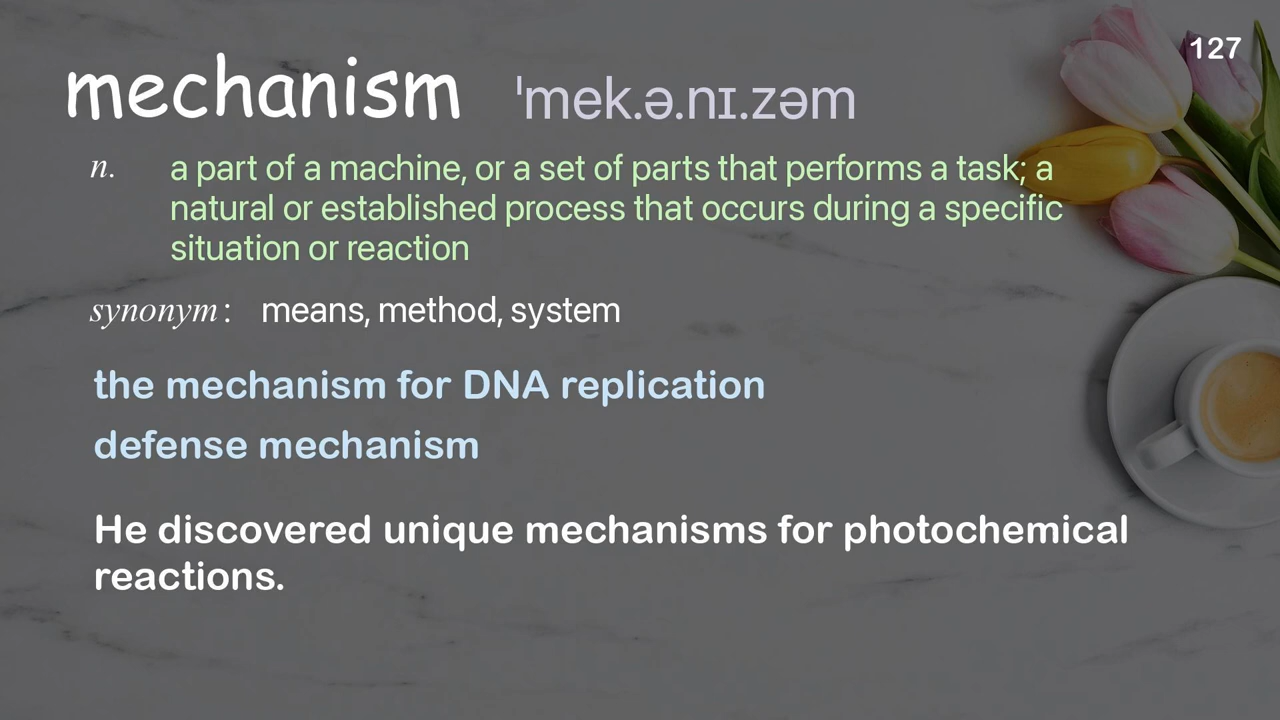 127
mechanism ˈmek.ə.nɪ.zəm
n. a part of a machine, or a set of parts that performs a task; a
natural or established process that occurs during a specific
situation or reaction
synonym: means, method, system
the mechanism for DNA replication
defense mechanism
He discovered unique mechanisms for photochemical
reactions.